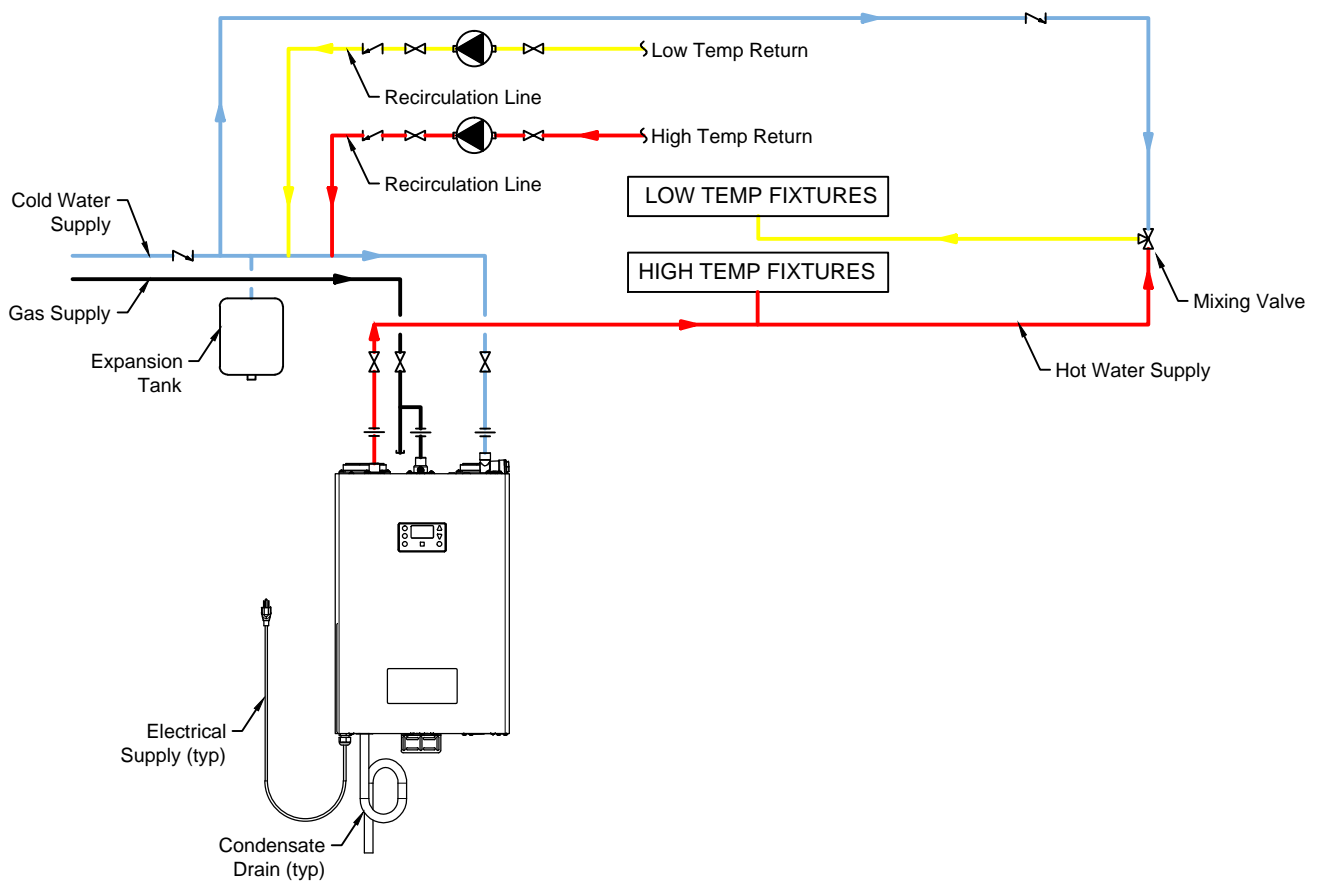 Low Temp Return
Recirculation Line
High Temp Return
Recirculation Line
Cold Water
Supply
LOW TEMP FIXTURES
HIGH TEMP FIXTURES
Mixing Valve
Gas Supply
Expansion
Tank
Hot Water Supply
Electrical
Supply (typ)
Condensate
Drain (typ)